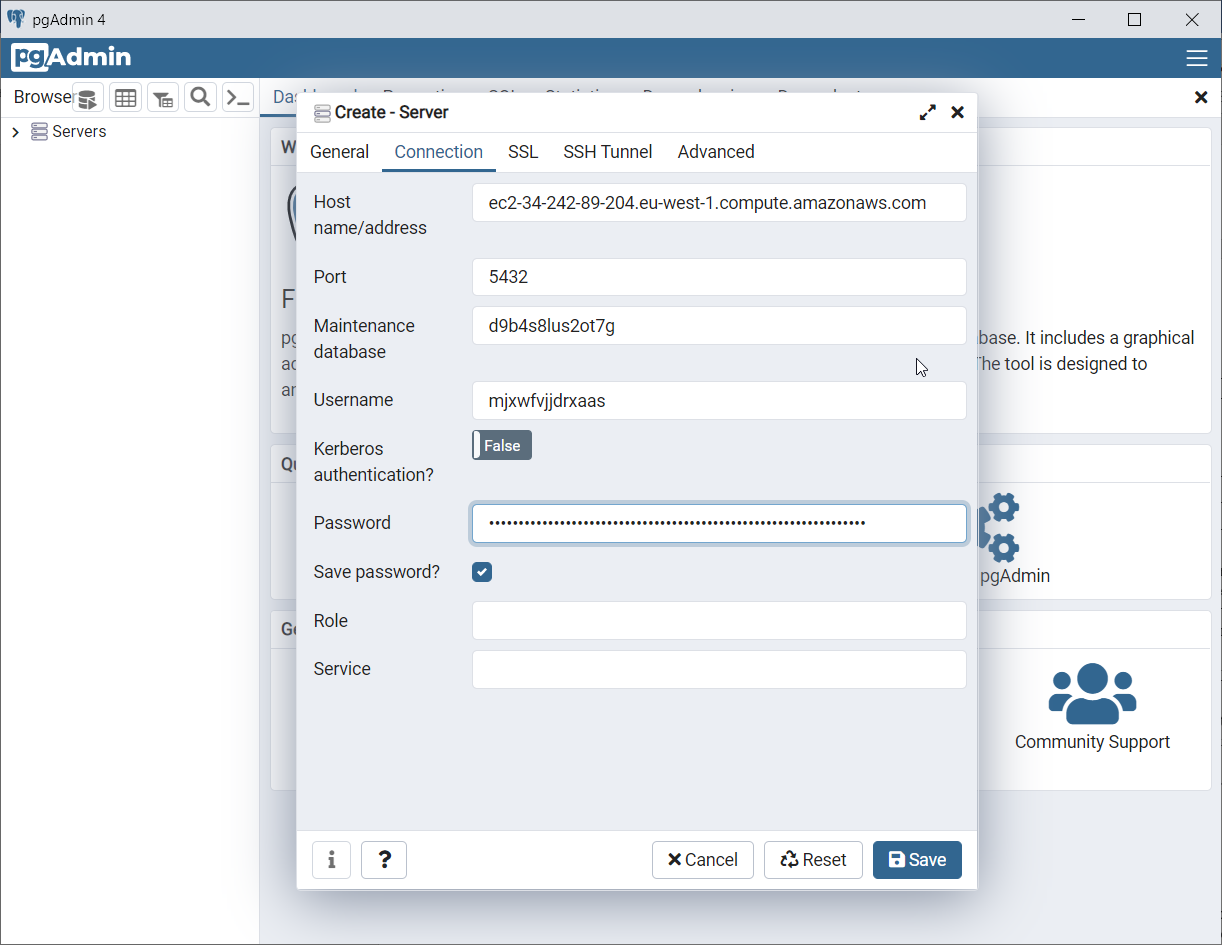 pgAdmin 4
pgAdmin
Browser
Servers
Create - Server
General Connection SSL SSH Tunnel Advanced
Host
name/address
ec2-34-242-89-204.eu-west-1.compute.amazonaws.com
Port
5432
Maintenance
database
d9b4s8lus2ot7g
Username
mjxwfvjjdrxaas
Kerberos
authentication?
False
Password
Save password?
Role
Service
Cancel Reset Save
base. It includes a graphical
The tool is designed to
pgAdmin
Community Support